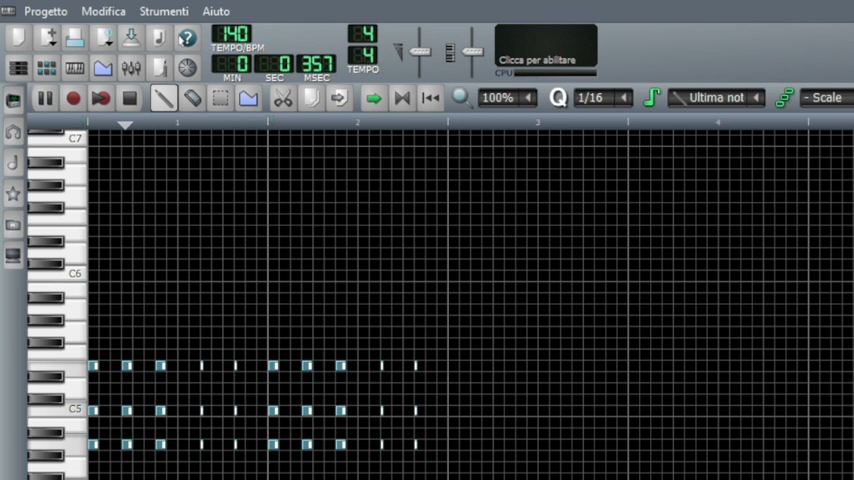 Progetto Modifica Strumenti Aiuto
140
TEMPO/BPM
4
4
TEMPO
0 0 357
MIN SEC MSEC
Clicca per abilitare
CPU
100% Q 1/16 Ultima not - Scale
1 2 3 4
C7
C6
C5